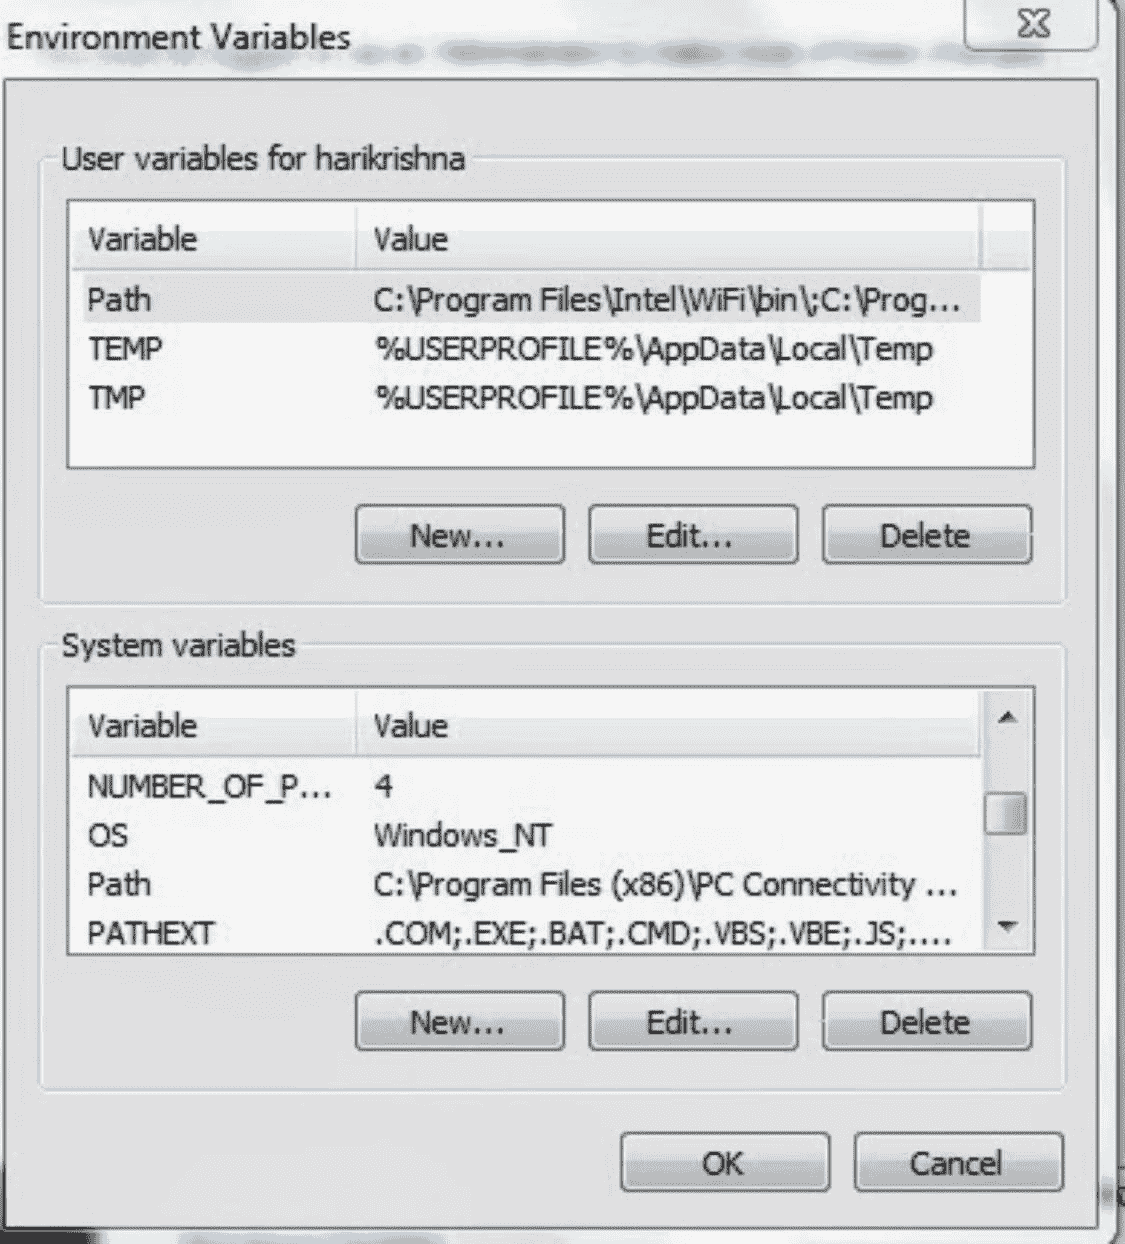 Environment Variables
User variables for harikrishna
Variable Value
Path C:\Program Files\Intel\WiFi\bin\;C:\Prog...
TEMP %USERPROFILE%\AppData\Local\Temp
TMP %USERPROFILE%\AppData\Local\Temp
New... Edit... Delete
System variables
Variable Value
NUMBER_OF_P... 4
OS Windows_NT
Path C:\Program Files (x86)\PC Connectivity ...
PATHEXT .COM;.EXE;.BAT;.CMD;.VBS;.VBE;.JS;....
New... Edit... Delete
OK Cancel